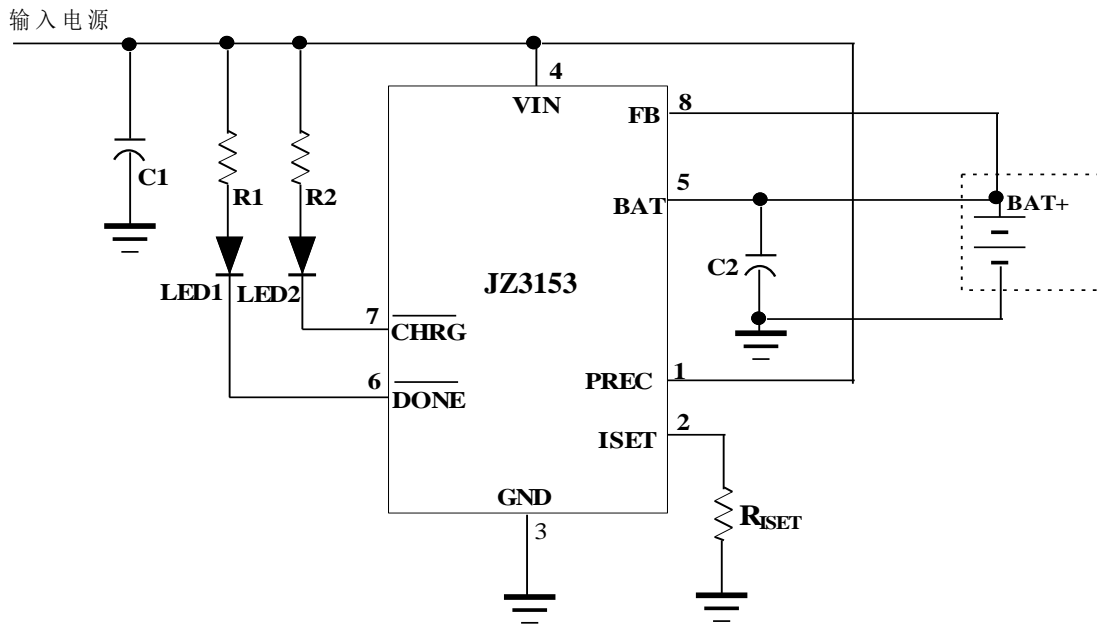 输入电源
4
VIN
FB
8
C1
R1
R2
BAT
5
BAT+
C2
LED1
LED2
JZ3153
7
CHRG
6
DONE
PREC
1
ISET
2
GND
3
RISET